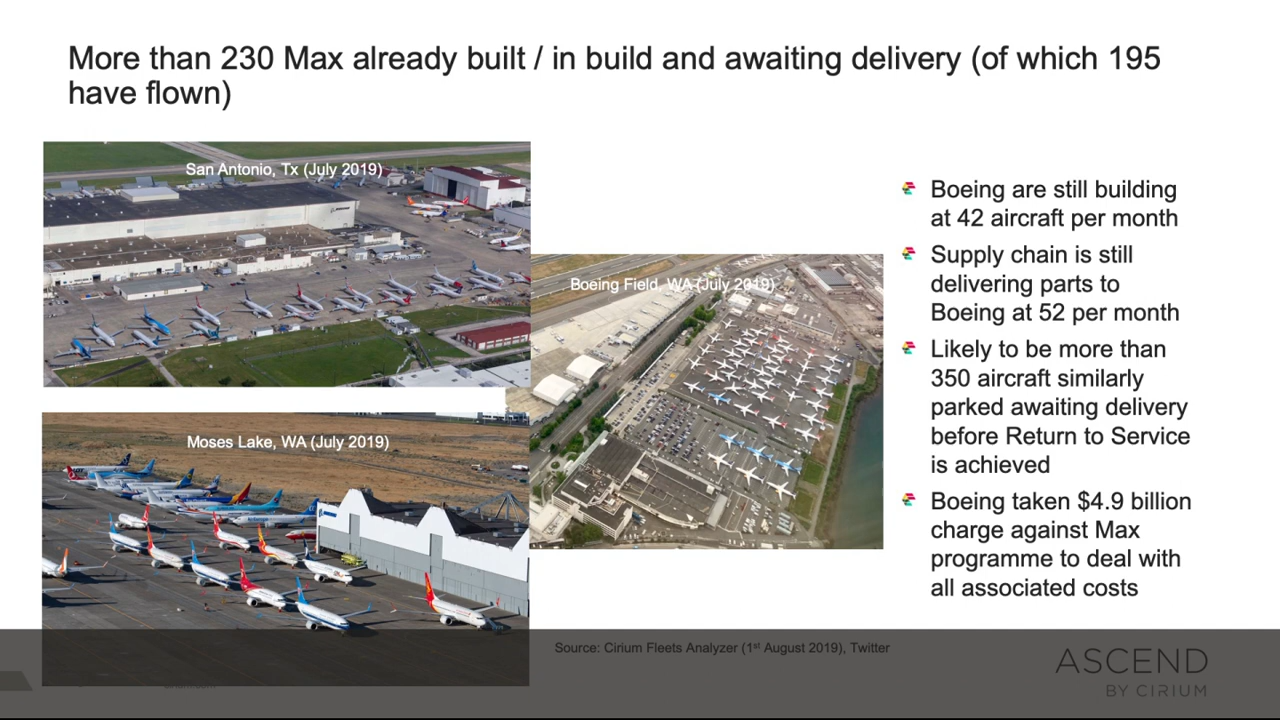 More than 230 Max already built / in build and awaiting delivery (of which 195
have flown)
San Antonio, Tx (July 2019)
Boeing Field, WA (July 2019)
Moses Lake, WA (July 2019)
Boeing are still building
at 42 aircraft per month
Supply chain is still
delivering parts to
Boeing at 52 per month
Likely to be more than
350 aircraft similarly
parked awaiting delivery
before Return to Service
is achieved
Boeing taken $4.9 billion
charge against Max
programme to deal with
all associated costs
Source: Cirium Fleets Analyzer (1st August 2019), Twitter
ASCEND
BY CIRIUM